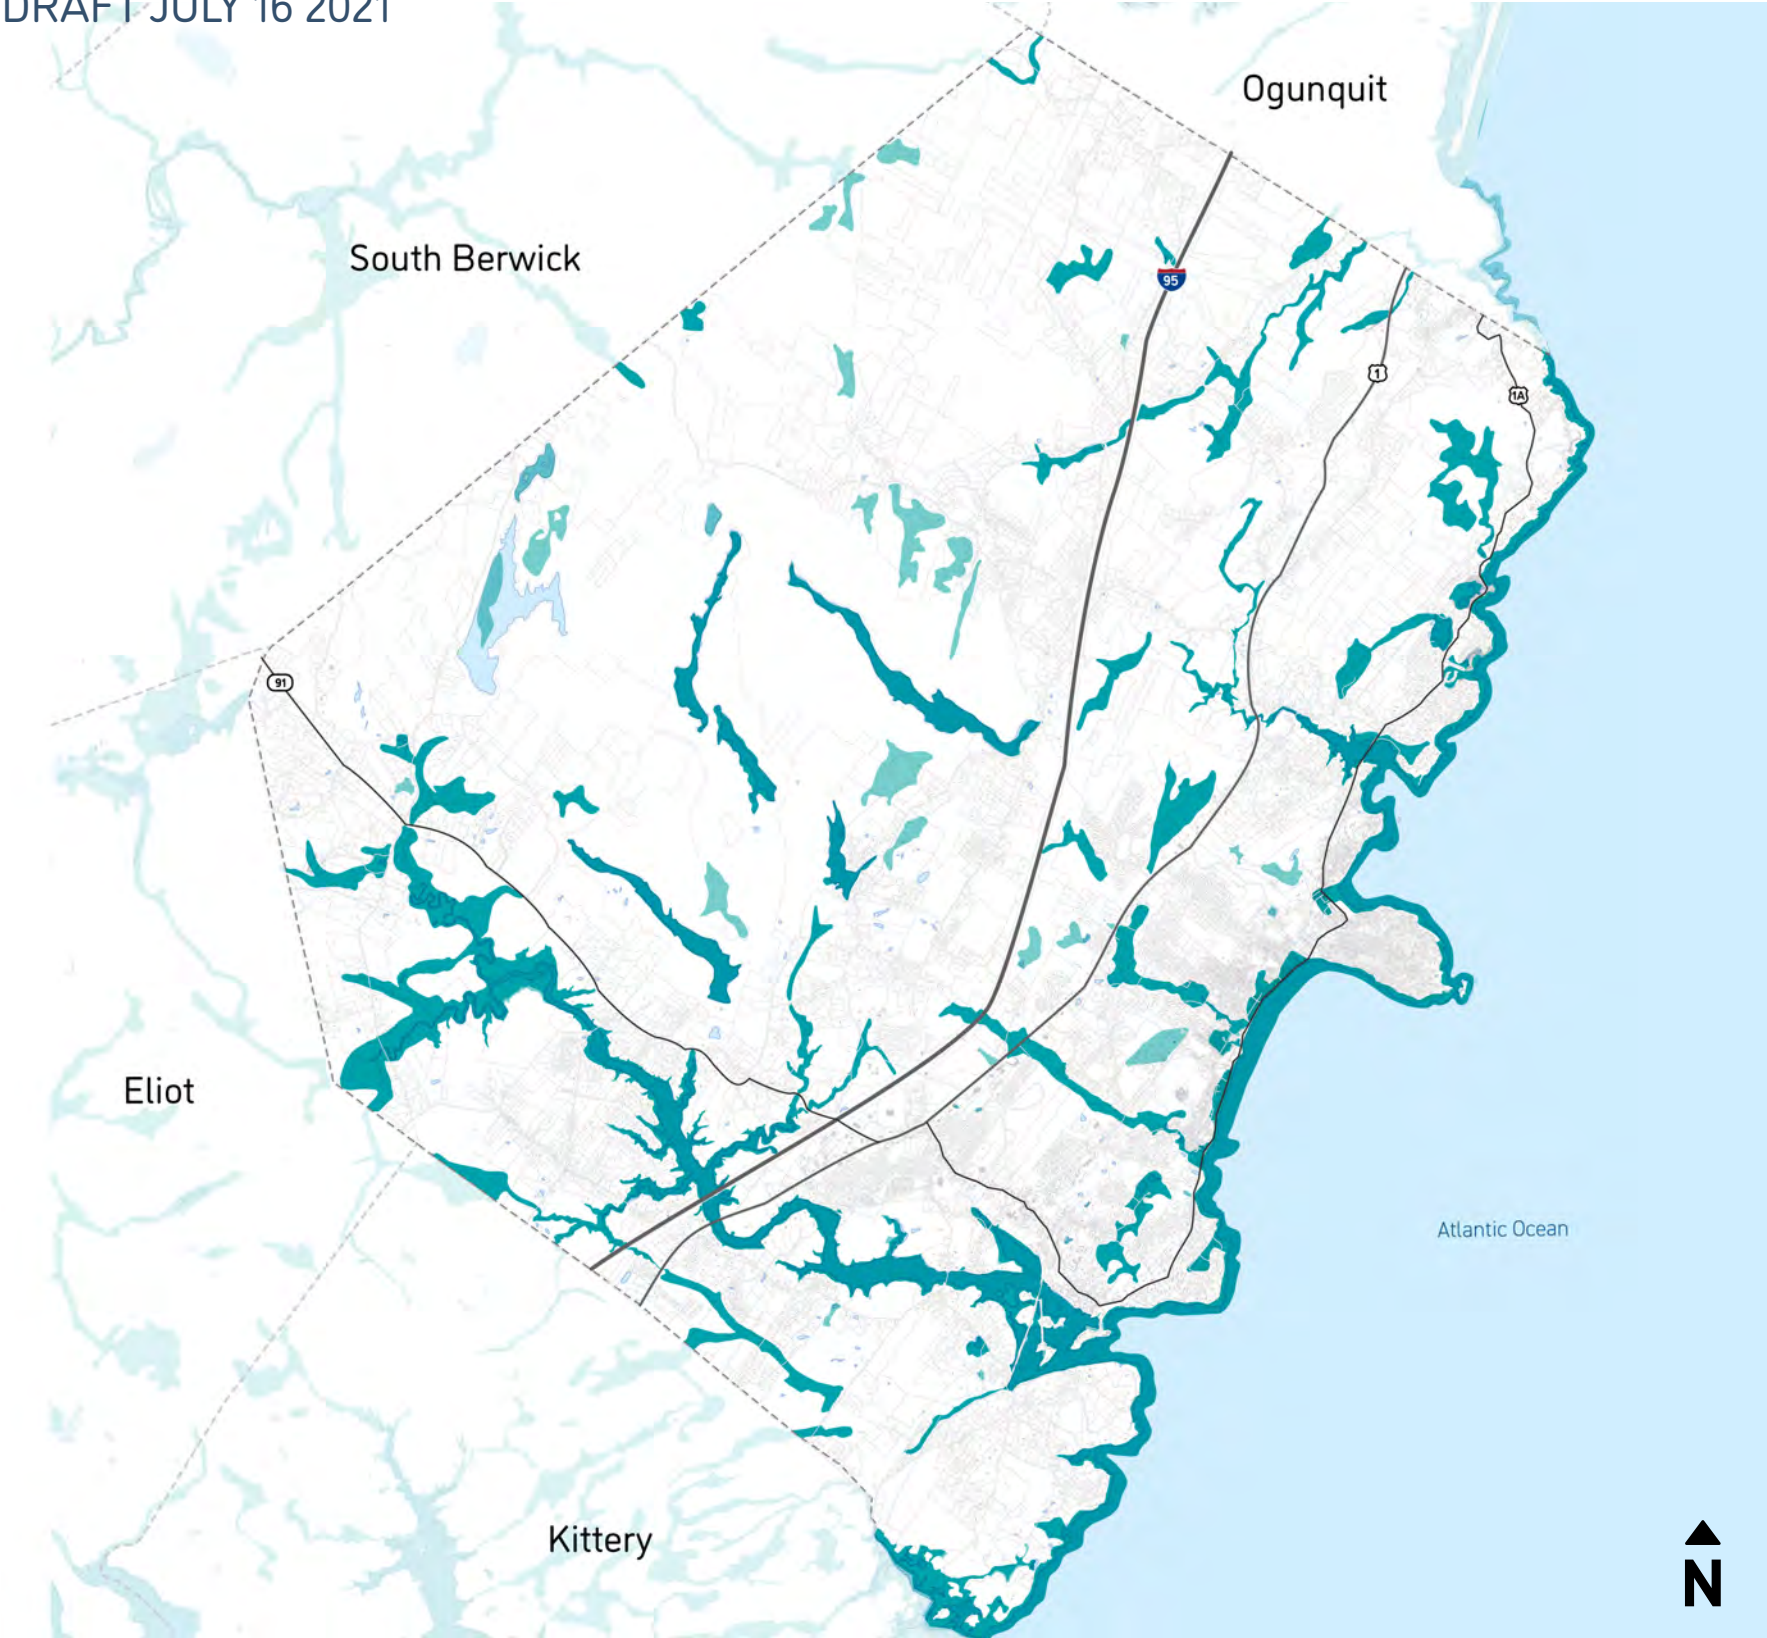 DRAFT JULY 16 2021
Ogunquit
South Berwick
95
1
1A
91
Eliot
Atlantic Ocean
Kittery
N